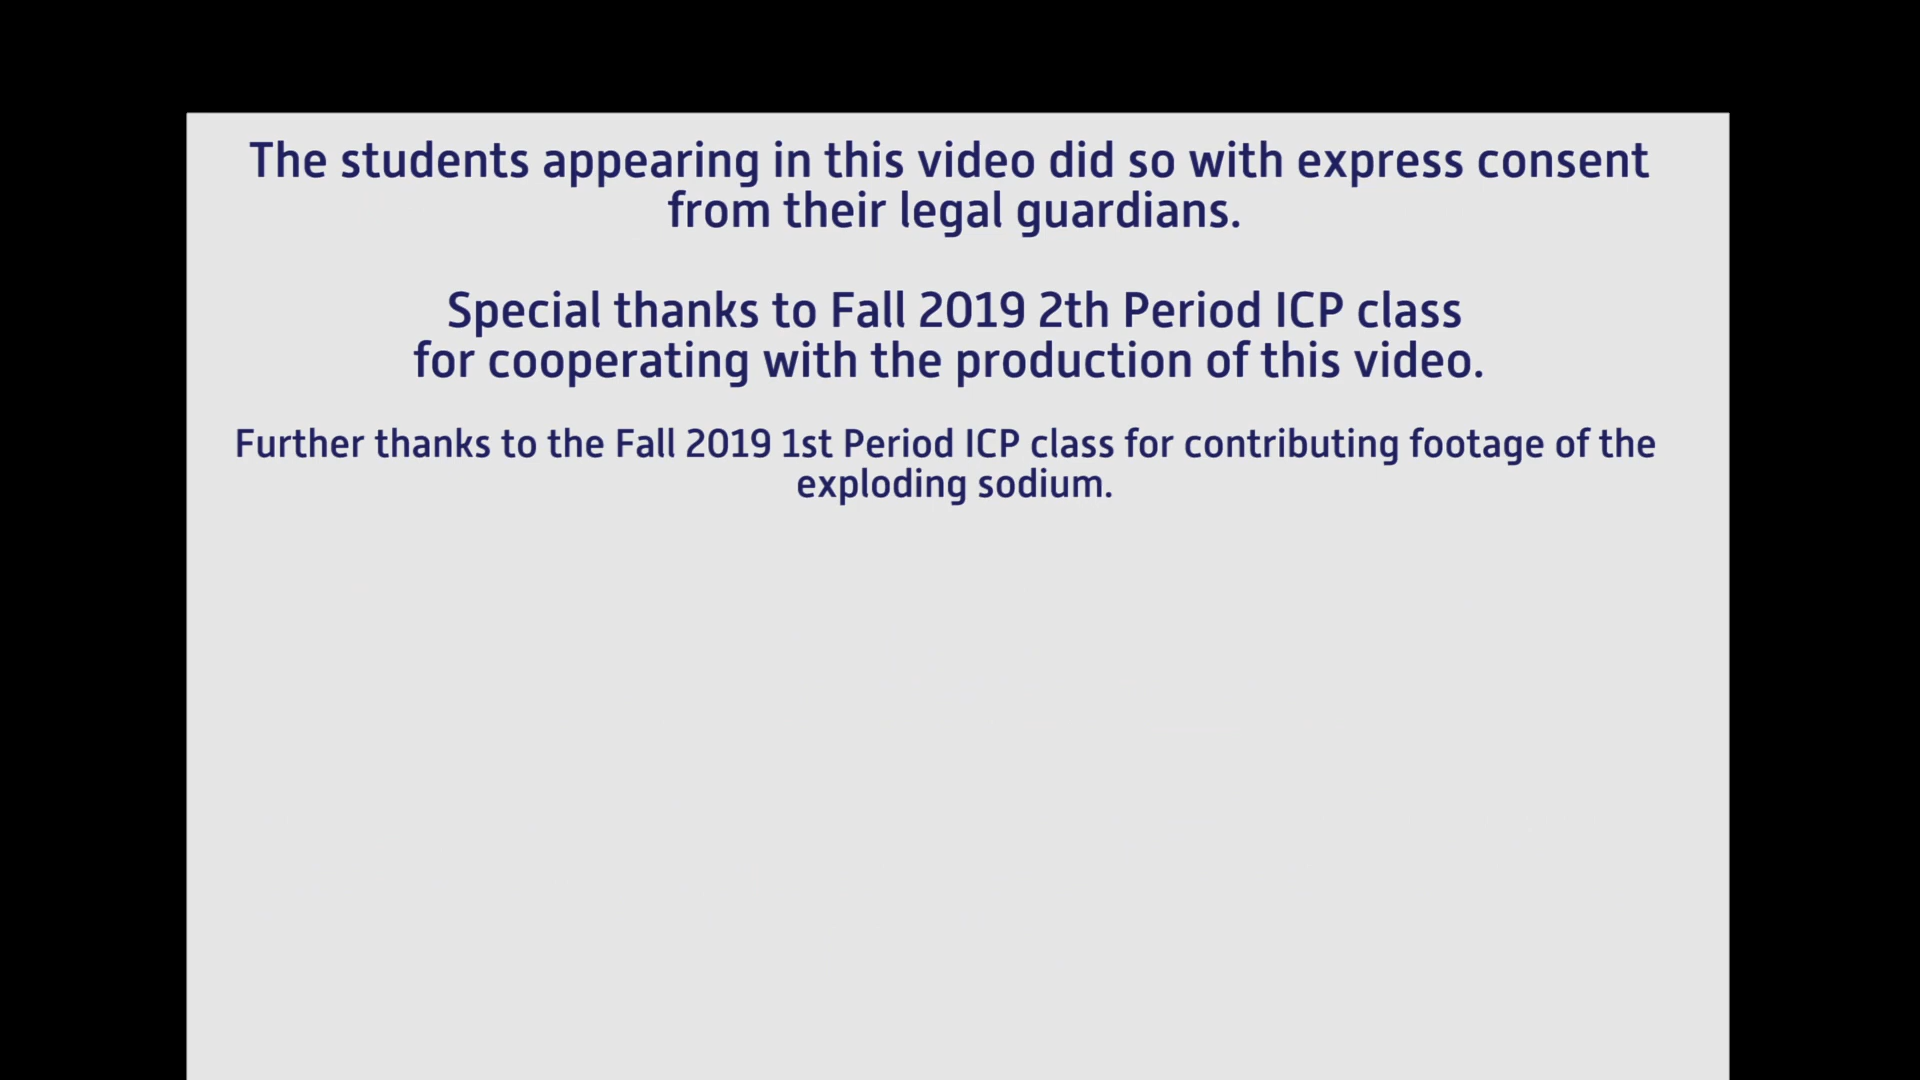 The students appearing in this video did so with express consent
from their legal guardians.
Special thanks to Fall 2019 2th Period ICP class
for cooperating with the production of this video.
Further thanks to the Fall 2019 1st Period ICP class for contributing footage of the
exploding sodium.